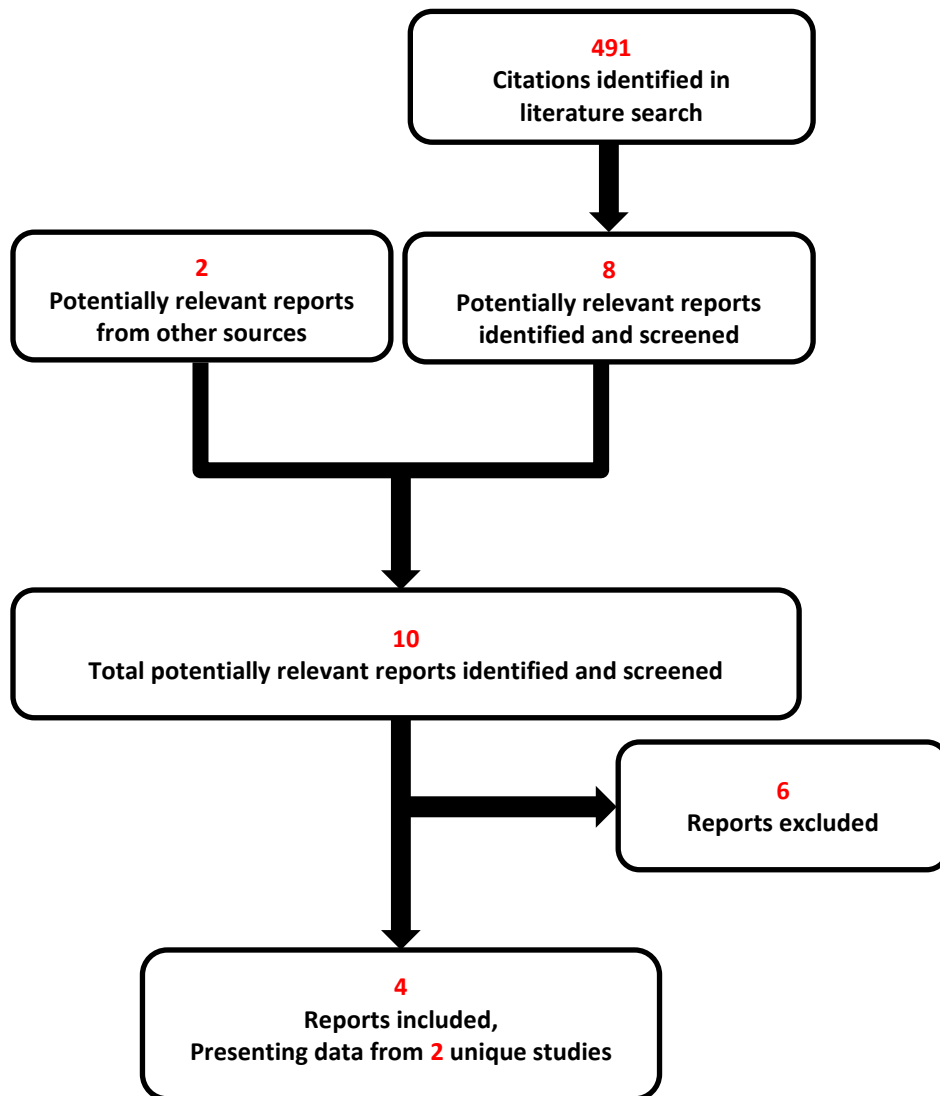 491
Citations identified in
literature search
2
Potentially relevant reports
from other sources
8
Potentially relevant reports
identified and screened
10
Total potentially relevant reports identified and screened
6
Reports excluded
4
Reports included,
Presenting data from 2 unique studies